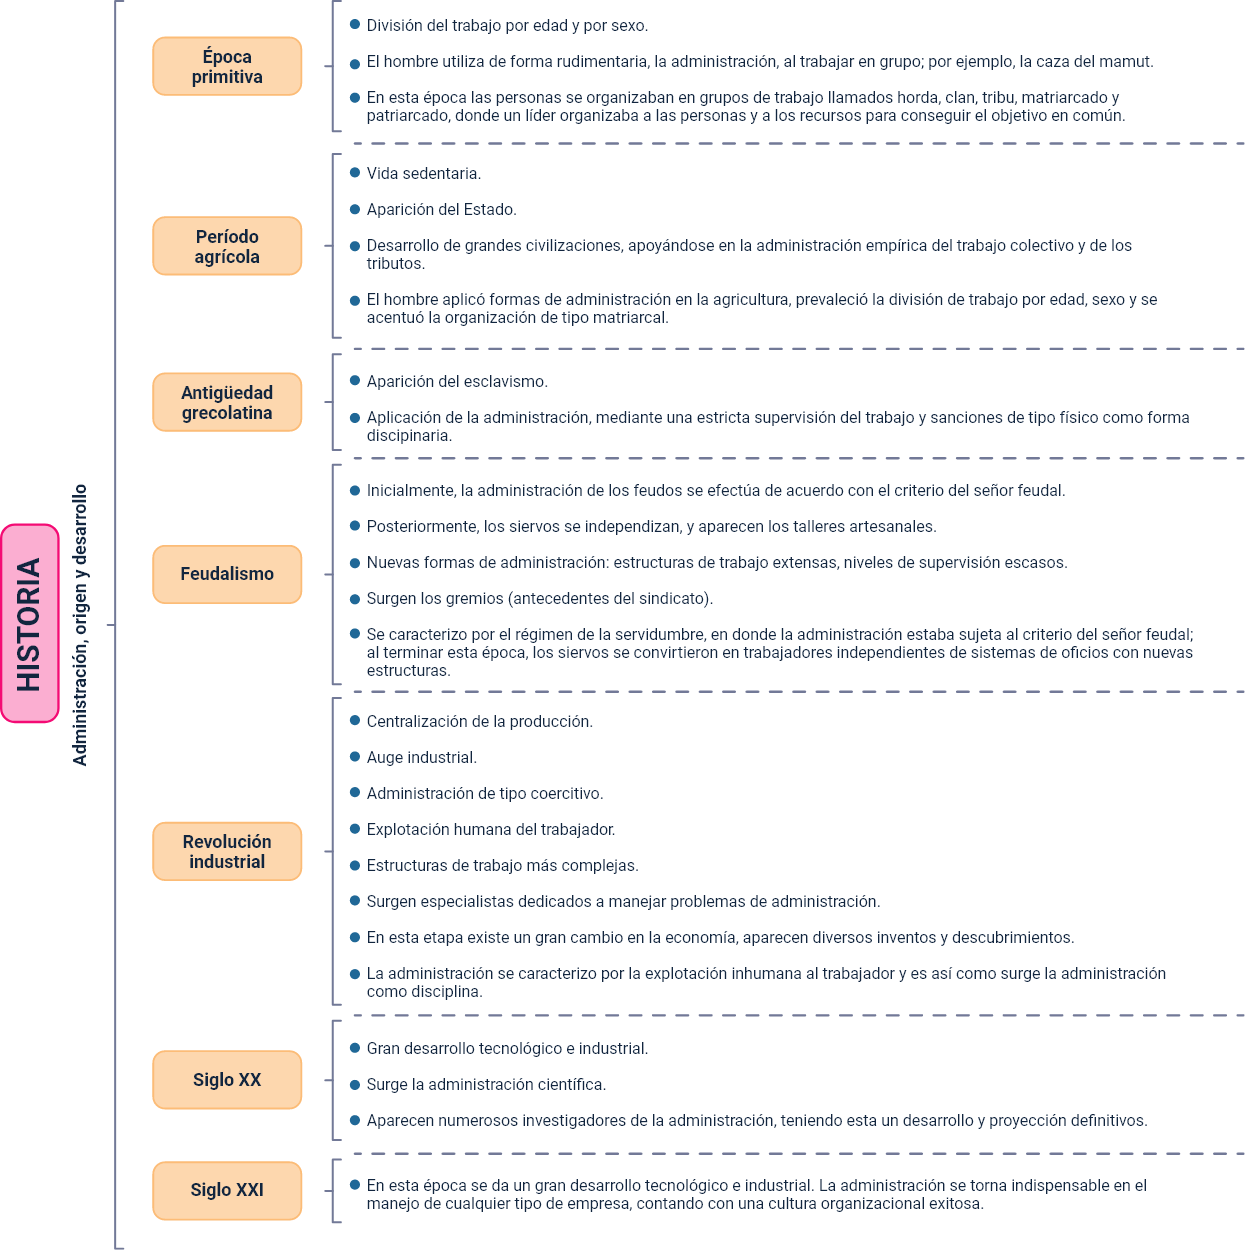 HISTORIA
Administración, origen y desarrollo
Época
primitiva
División del trabajo por edad y por sexo.
El hombre utiliza de forma rudimentaria, la administración, al trabajar en grupo; por ejemplo, la caza del mamut.
En esta época las personas se organizaban en grupos de trabajo llamados horda, clan, tribu, matriarcado y
patriarcado, donde un líder organizaba a las personas y a los recursos para conseguir el objetivo en común.
Período
agrícola
Vida sedentaria.
Aparición del Estado.
Desarrollo de grandes civilizaciones, apoyándose en la administración empírica del trabajo colectivo y de los
tributos.
El hombre aplicó formas de administración en la agricultura, prevaleció la división de trabajo por edad, sexo y se
acentuó la organización de tipo matriarcal.
Antigüedad
grecolatina
Aparición del esclavismo.
Aplicación de la administración, mediante una estricta supervisión del trabajo y sanciones de tipo físico como forma
discipinaria.
Feudalismo
Inicialmente, la administración de los feudos se efectúa de acuerdo con el criterio del señor feudal.
Posteriormente, los siervos se independizan, y aparecen los talleres artesanales.
Nuevas formas de administración: estructuras de trabajo extensas, niveles de supervisión escasos.
Surgen los gremios (antecedentes del sindicato).
Se caracterizo por el régimen de la servidumbre, en donde la administración estaba sujeta al criterio del señor feudal;
al terminar esta época, los siervos se convirtieron en trabajadores independientes de sistemas de oficios con nuevas
estructuras.
Revolución
industrial
Centralización de la producción.
Auge industrial.
Administración de tipo coercitivo.
Explotación humana del trabajador.
Estructuras de trabajo más complejas.
Surgen especialistas dedicados a manejar problemas de administración.
En esta etapa existe un gran cambio en la economía, aparecen diversos inventos y descubrimientos.
La administración se caracterizo por la explotación inhumana al trabajador y es así como surge la administración
como disciplina.
Siglo XX
Gran desarrollo tecnológico e industrial.
Surge la administración científica.
Aparecen numerosos investigadores de la administración, teniendo esta un desarrollo y proyección definitivos.
Siglo XXI
En esta época se da un gran desarrollo tecnológico e industrial. La administración se torna indispensable en el
manejo de cualquier tipo de empresa, contando con una cultura organizacional exitosa.